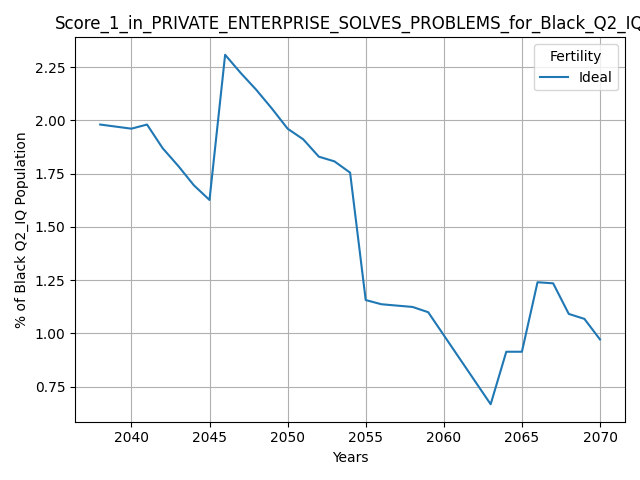 Score_1_in_PRIVATE_ENTERPRISE_SOLVES_PROBLEMS_for_Black_Q2_IQ
Fertility
Ideal
% of Black Q2_IQ Population
2.25
2.00
1.75
1.50
1.25
1.00
0.75
2040 2045 2050 2055 2060 2065 2070
Years